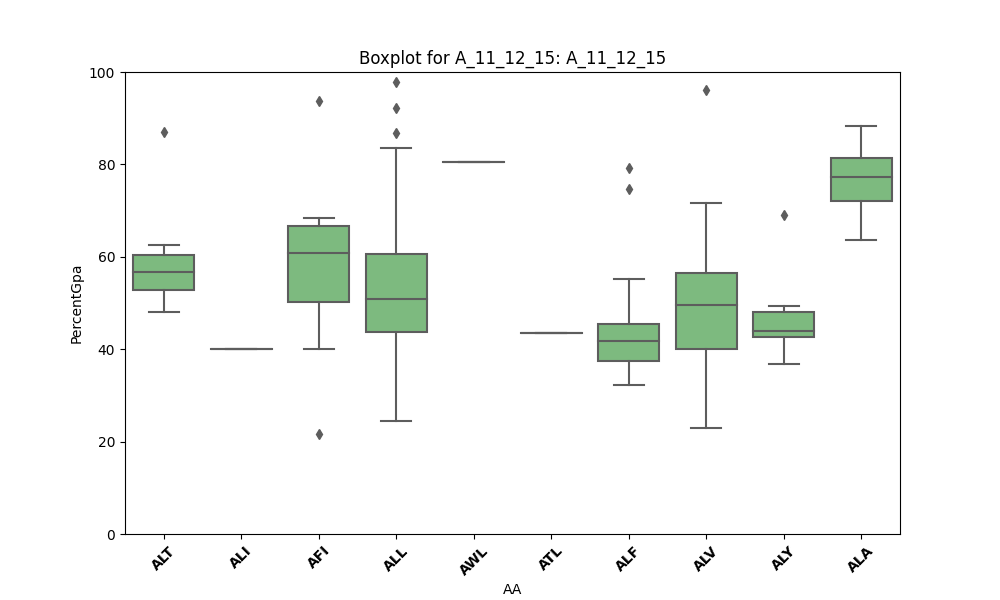 Boxplot for A_11_12_15: A_11_12_15
100
80
60
40
20
0
PercentGpa
ALT ALI AFI ALL AWL ATL ALF ALV ALY ALA
AA